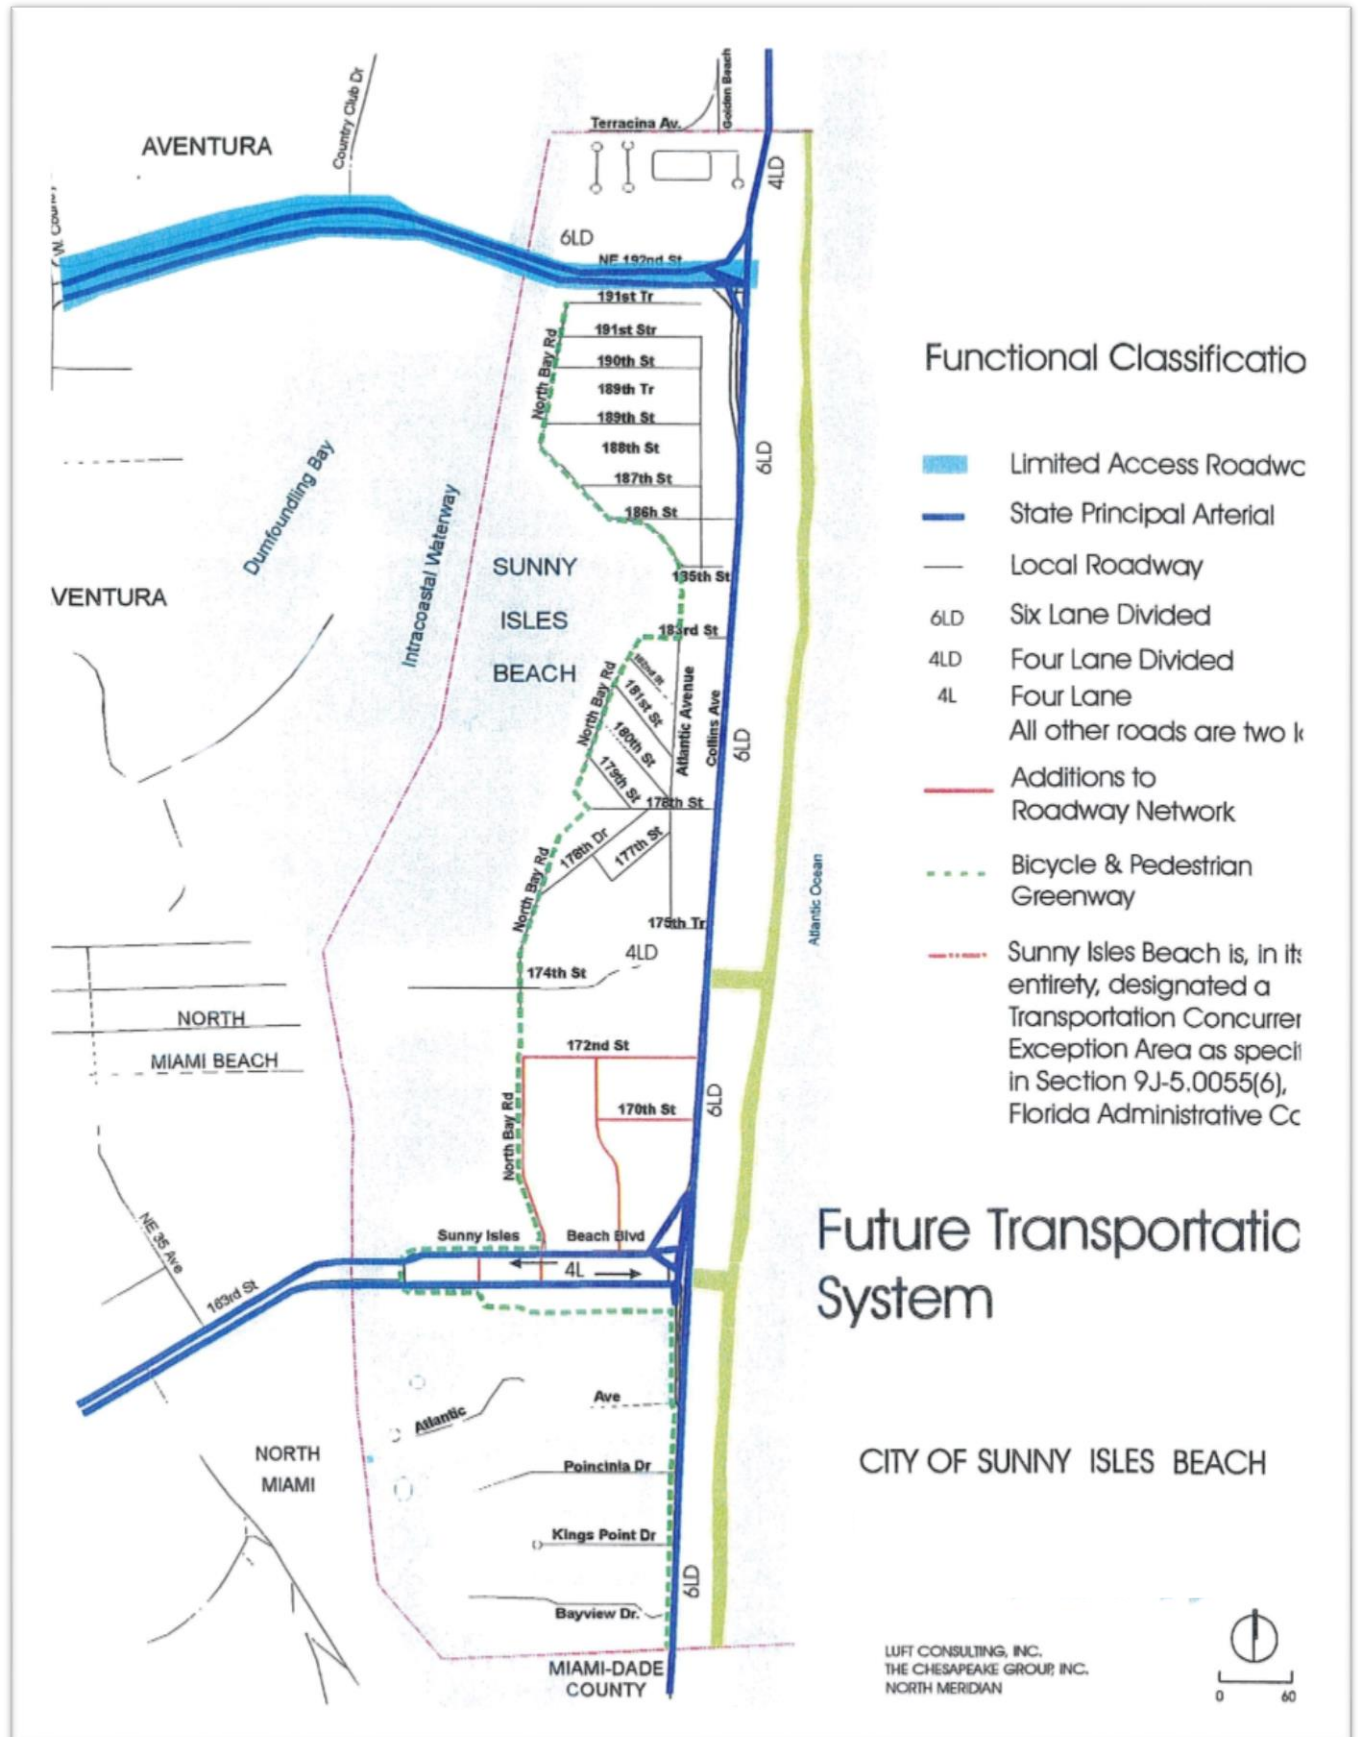 AVENTURA
Country Club Dr
Terracina Av.
Golden Beach
4LD
W. Country
6LD
NE 192nd St
191st Tr
191st Str
190th St
189th Tr
189th St
188th St
187th St
186h St
North Bay Rd
6LD
Dumfoundling Bay
Intracoastal Waterway
SUNNY
ISLES
BEACH
VENTURA
185th St
183rd St
182nd St
181st St
180th St
179th St
178th St
North Bay Rd
Atlantic Avenue
Collins Ave
6LD
178th Dr
177th St
North Bay Rd
175th Tr
Atlantic Ocean
4LD
174th St
NORTH
MIAMI BEACH
172nd St
170th St
North Bay Rd
6LD
NE 35 Ave
163rd St
Sunny Isles
Beach Blvd
4L
Atlantic
Ave
NORTH
MIAMI
Poincinia Dr
Kings Point Dr
6LD
Bayview Dr.
MIAMI-DADE
COUNTY
Functional Classificatio
Limited Access Roadwc
State Principal Arterial
Local Roadway
6LD Six Lane Divided
4LD Four Lane Divided
4L Four Lane
All other roads are two l
Additions to
Roadway Network
Bicycle & Pedestrian
Greenway
Sunny Isles Beach is, in its
entirety, designated a
Transportation Concurrer
Exception Area as speci
in Section 9J-5.0055(6),
Florida Administrative Cc
Future Transportatic
System
CITY OF SUNNY ISLES BEACH
LUFT CONSULTING, INC.
THE CHESAPEAKE GROUP, INC.
NORTH MERIDIAN
0 60